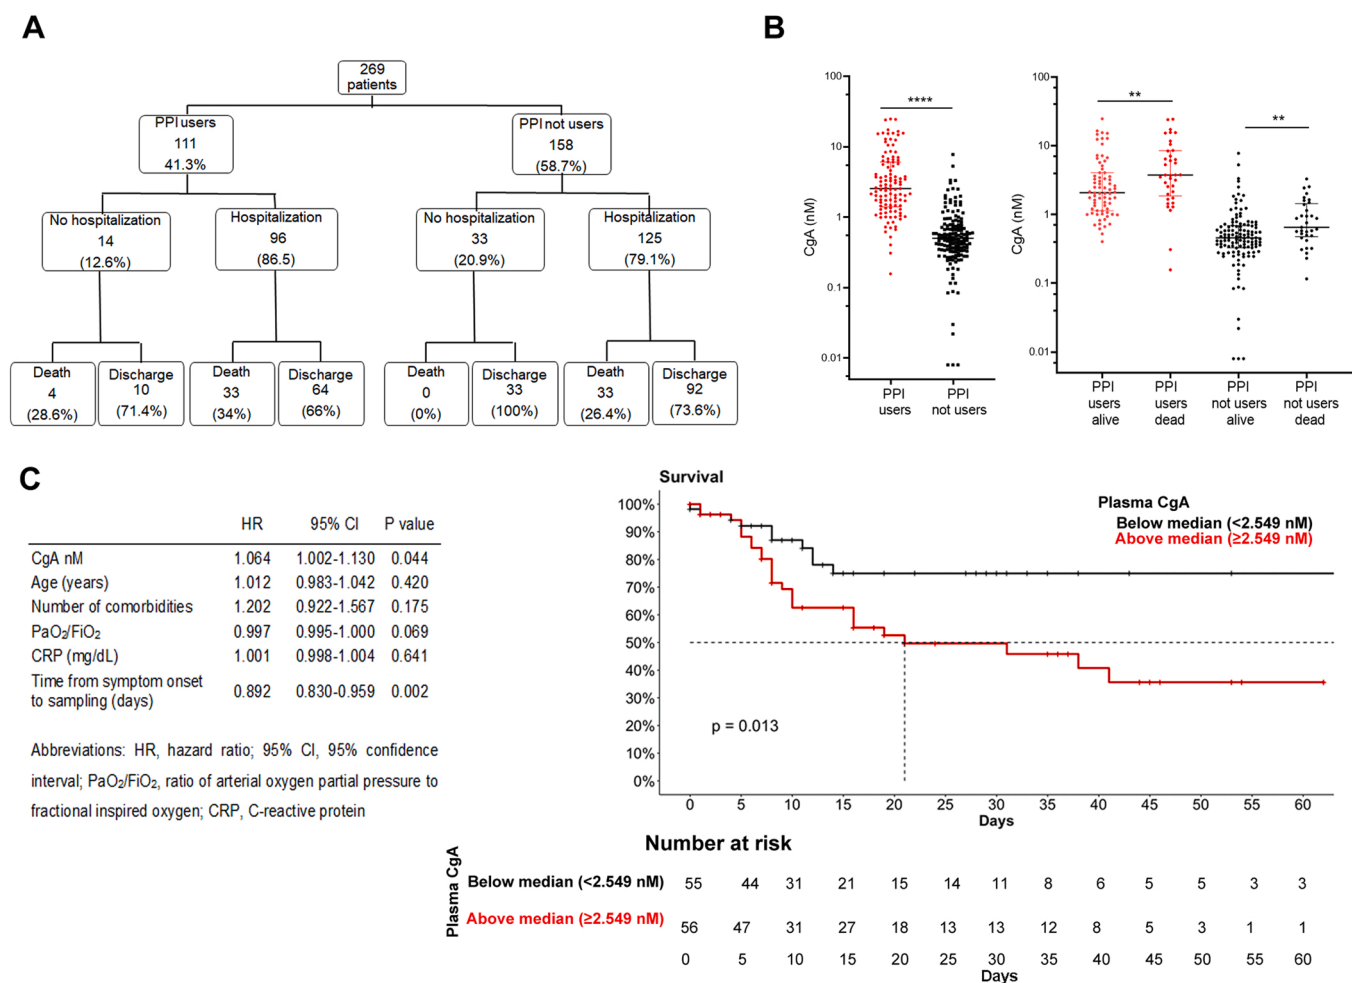 A
269
patients
PPI users
111
41.3%
PPI not users
158
(58.7%)
No hospitalization
14
(12.6%)
Hospitalization
96
(86.5)
No hospitalization
33
(20.9%)
Hospitalization
125
(79.1%)
Death
4
(28.6%)
Discharge
10
(71.4%)
Death
33
(34%)
Discharge
64
(66%)
Death
0
(0%)
Discharge
33
(100%)
Death
33
(26.4%)
Discharge
92
(73.6%)
B
CgA (nM)
100
10
1
0.1
0.01
****
PPI
users
PPI
not users
CgA (nM)
100
10
1
0.1
0.01
**
**
PPI
users
alive
PPI
users
dead
PPI
not users
alive
PPI
not users
dead
C
HR 95% CI P value
CgA nM 1.064 1.002-1.130 0.044
Age (years) 1.012 0.983-1.042 0.420
Number of comorbidities 1.202 0.922-1.567 0.175
PaO₂/FiO₂ 0.997 0.995-1.000 0.069
CRP (mg/dL) 1.001 0.998-1.004 0.641
Time from symptom onset
to sampling (days) 0.892 0.830-0.959 0.002
Abbreviations: HR, hazard ratio; 95% CI, 95% confidence
interval; PaO₂/FiO₂, ratio of arterial oxygen partial pressure to
fractional inspired oxygen; CRP, C-reactive protein
Survival
100%
90%
80%
70%
60%
50%
40%
30%
20%
10%
0%
Plasma CgA
Below median (<2.549 nM)
Above median (≥2.549 nM)
p = 0.013
0 5 10 15 20 25 30 35 40 45 50 55 60
Days
Number at risk
Plasma CgA
Below median (<2.549 nM) 55 44 31 21 15 14 11 8 6 5 5 3 3
Above median (≥2.549 nM) 56 47 31 27 18 13 13 12 8 5 3 1 1
0 5 10 15 20 25 30 35 40 45 50 55 60
Days